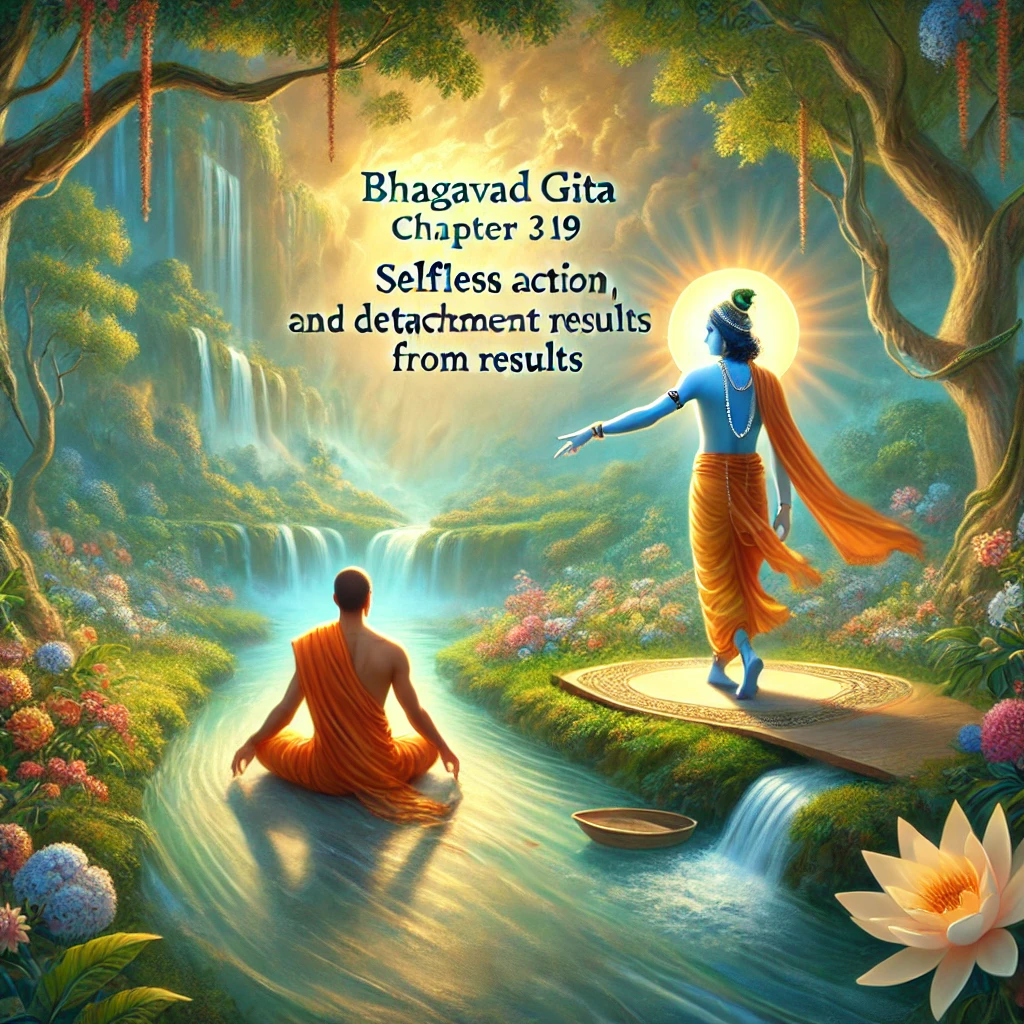 Bhagavad Gita
Chapter 319
Selfless action,
and detachment results
from results